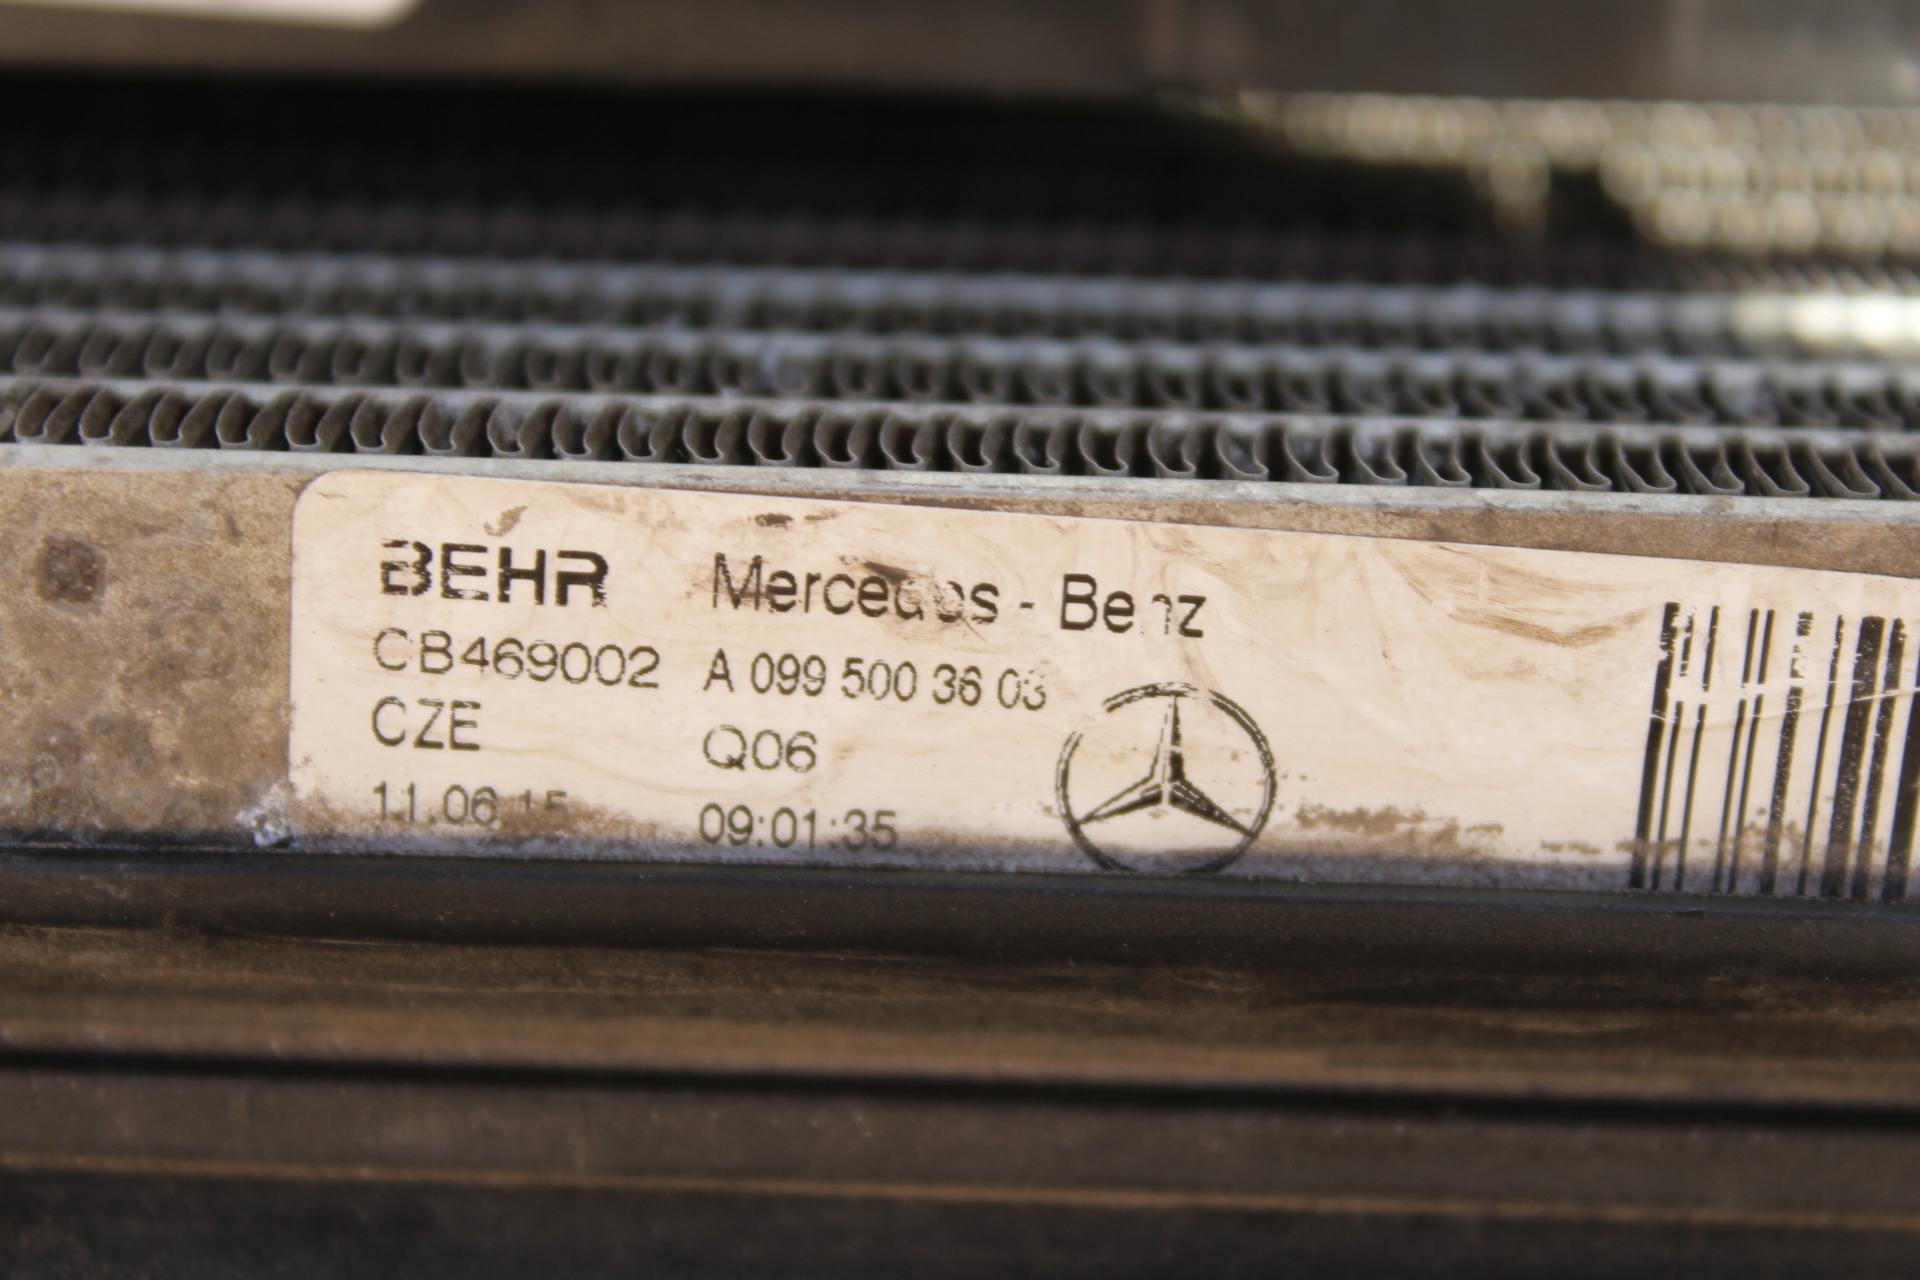 BEHR Mercedes - Benz
CB469002 A 099 500 36 03
CZE Q06
11.06.15 09:01:35